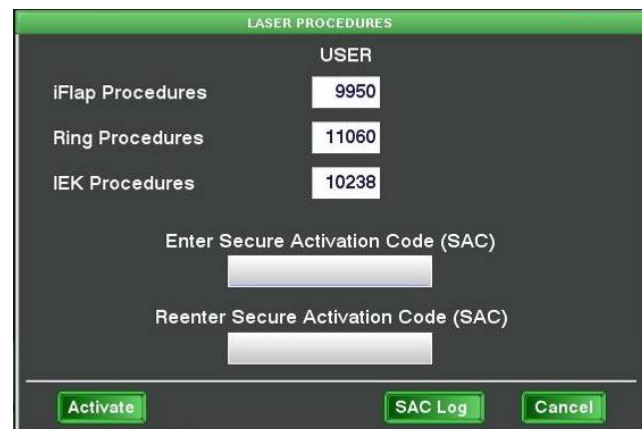 LASER PROCEDURES
USER
iFlap Procedures 9950
Ring Procedures 11060
IEK Procedures 10238
Enter Secure Activation Code (SAC)
Reenter Secure Activation Code (SAC)
Activate SAC Log Cancel